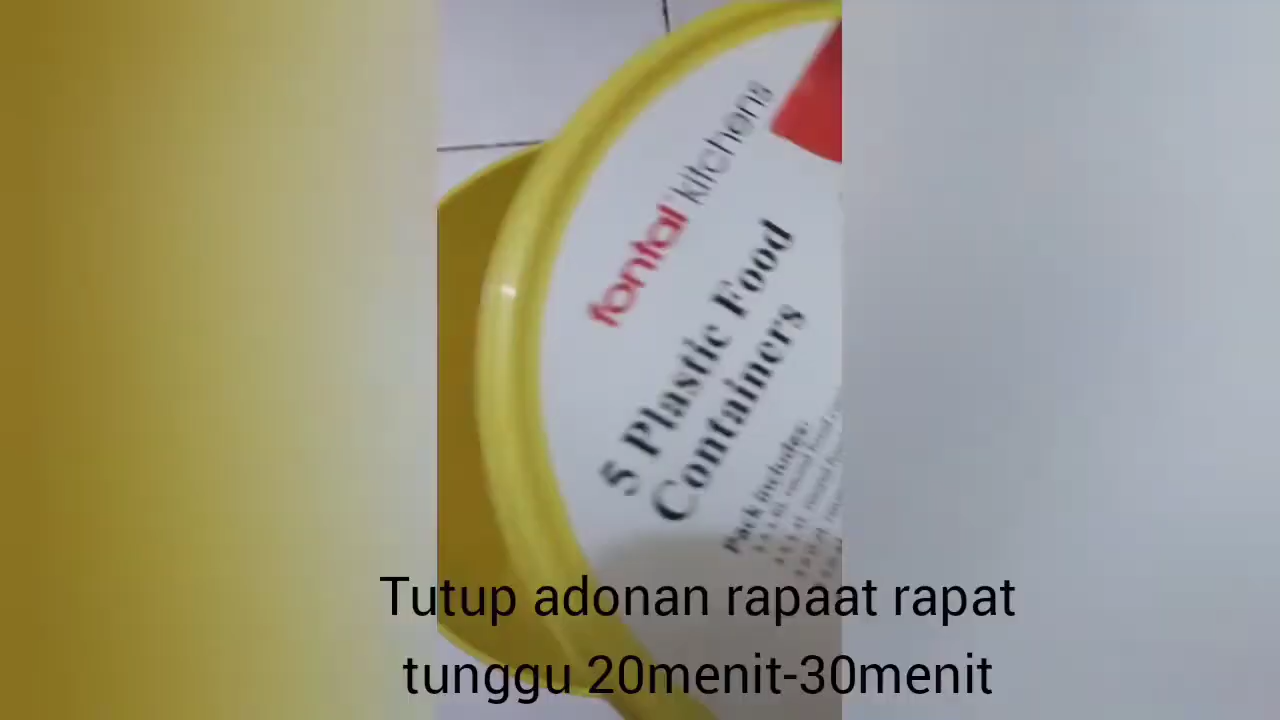 fontal kitchens
5 Plastic Food
Containers
Pack includes:
Tutup adonan rapaat rapat
tunggu 20menit-30menit